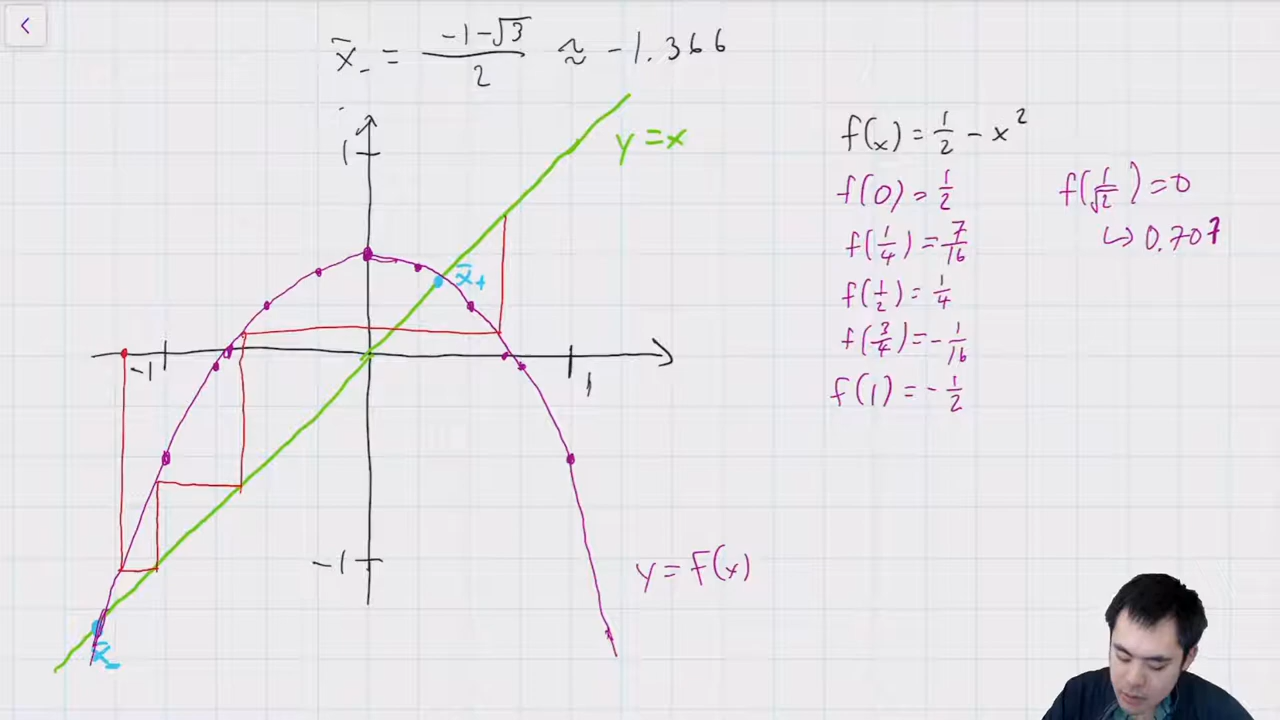 x̄₋ = (-1-√3)/2 ≈ -1.366
y=x
f(x) = 1/2 - x²
f(0) = 1/2
f(1/√2) = 0
↳ 0.707
f(1/4) = 7/16
f(1/2) = 1/4
f(3/4) = -1/16
f(1) = -1/2
1
x̄₊
-1
1
-1
y = f(x)
x̄₋